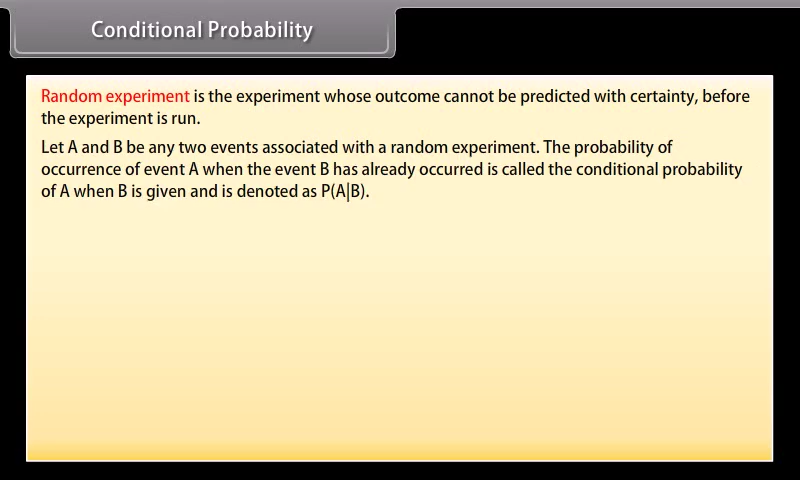 Conditional Probability
Random experiment is the experiment whose outcome cannot be predicted with certainty, before
the experiment is run.
Let A and B be any two events associated with a random experiment. The probability of
occurrence of event A when the event B has already occurred is called the conditional probability
of A when B is given and is denoted as P(A|B).